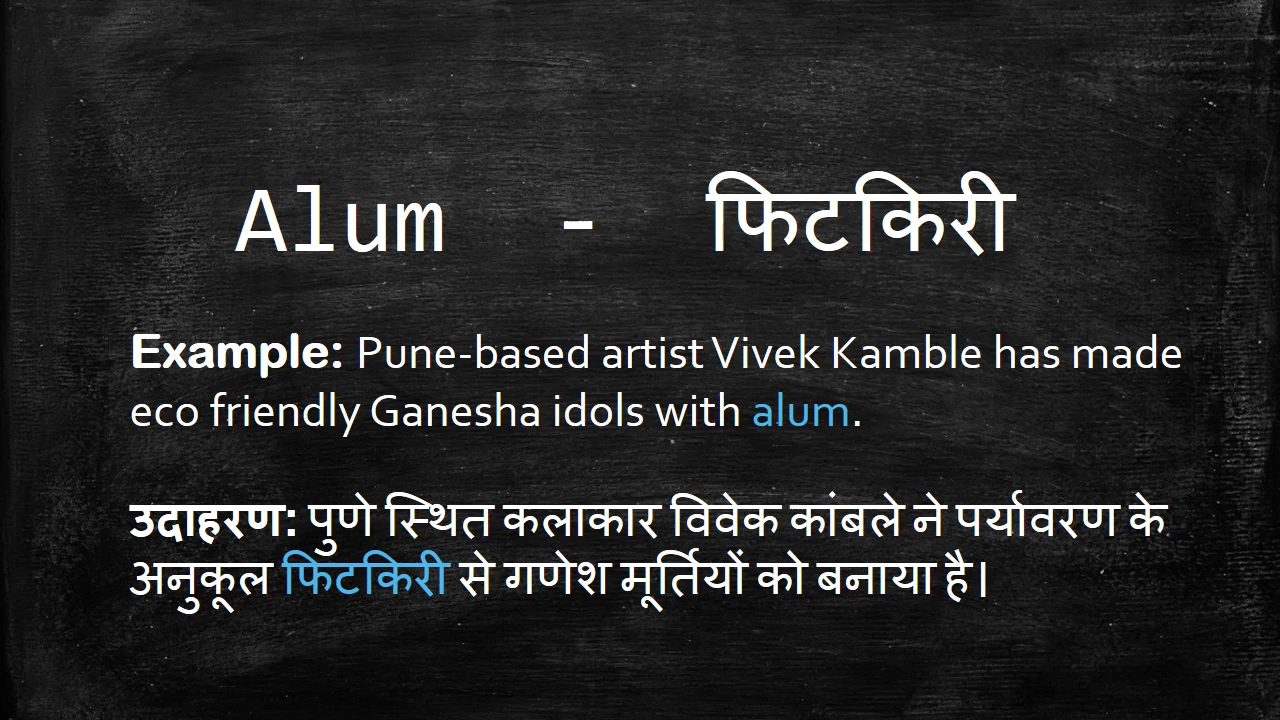 Alum - फिटकिरी
Example: Pune-based artist Vivek Kamble has made
eco friendly Ganesha idols with alum.
उदाहरण: पुणे स्थित कलाकार विवेक कांबले ने पर्यावरण के
अनुकूल फिटकिरी से गणेश मूर्तियों को बनाया है।